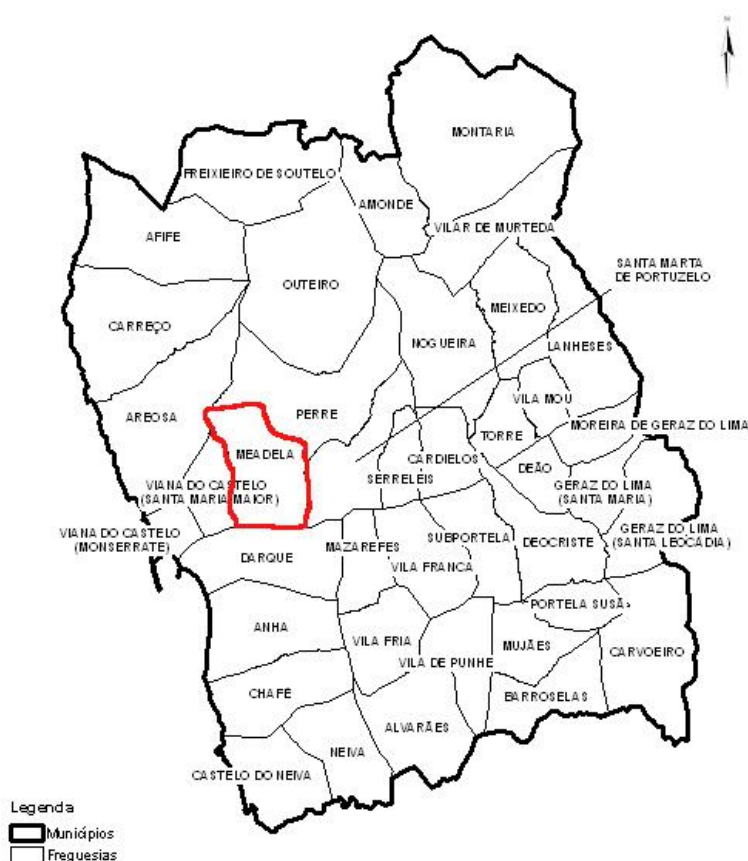 N
MONTARIA
FREIXIEIRO DE SOUTELO
AMONDE
VILAR DE MURTEDA
AFIFE
SANTA MARTA
DE PORTUZELO
OUTEIRO
MEIXEDO
CARREÇO
NOGUEIRA
LANHESES
VILA MOU
AREOSA
PERRE
MOREIRA DE GERAZ DO LIMA
TORRE
MEADELA
CARDIELOS
DEÃO
SERRELEIS
VIANA DO CASTELO
(SANTA MARIA MAIOR)
GERAZ DO LIMA
(SANTA MARIA)
VIANA DO CASTELO
(MONSERRATE)
GERAZ DO LIMA
(SANTA LEOCÁDIA)
SUBPORTELA
DEOCRISTE
MAZAREFES
DARQUE
VILA FRANCA
PORTELA SUSÃ
ANHA
VILA FRIA
MUJÃES
CARVOEIRO
VILA DE PUNHE
CHAFÉ
BARROSELAS
ALVARÃES
NEIVA
CASTELO DO NEIVA
Legenda
Municípios
Freguesias